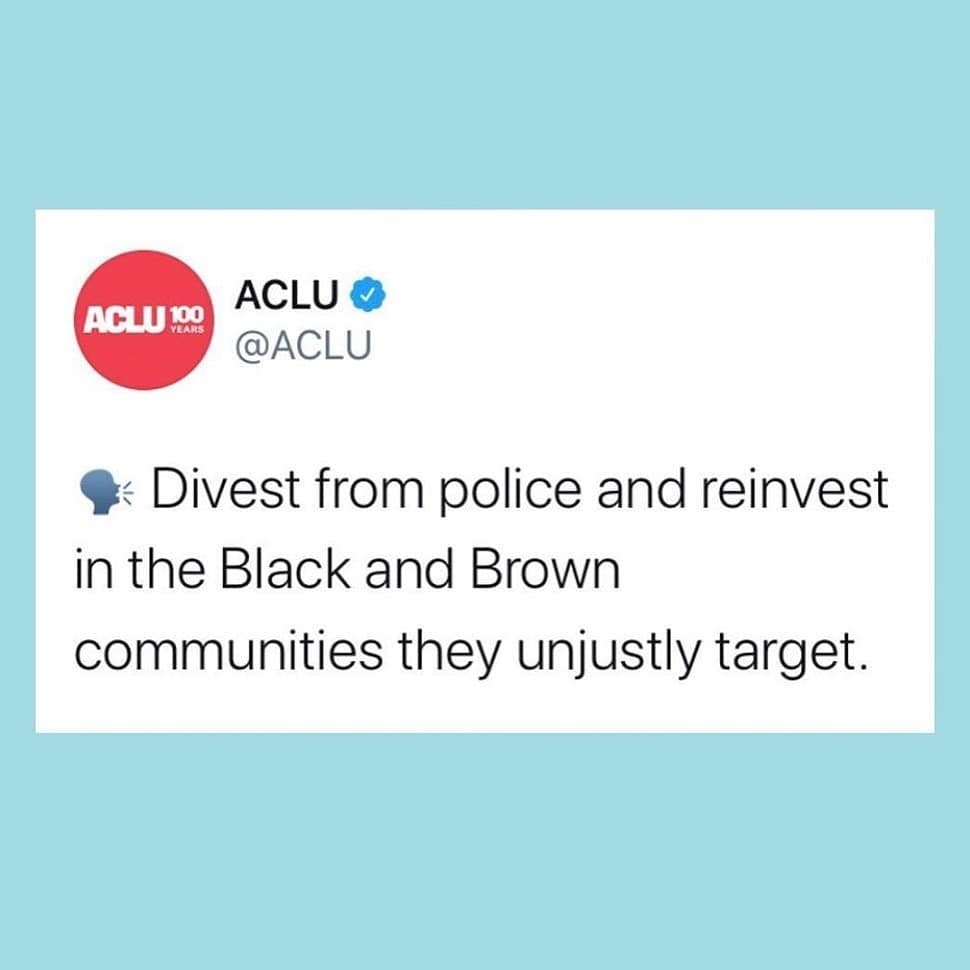 ACLU 100
YEARS
ACLU
@ACLU
🗣 Divest from police and reinvest
in the Black and Brown
communities they unjustly target.